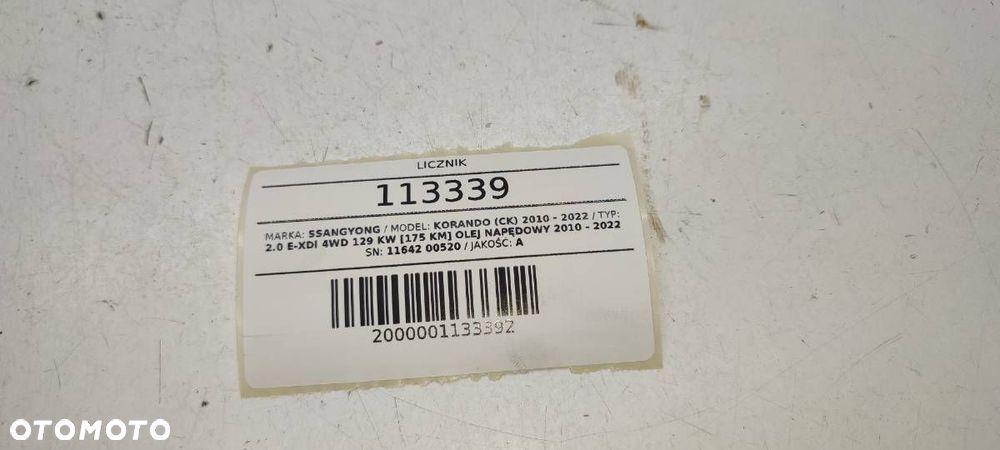 LICZNIK
113339
MARKA: SSANGYONG / MODEL: KORANDO (CK) 2010 - 2022 / TYP:
2.0 E-XDI 4WD 129 KW [175 KM] OLEJ NAPĘDOWY 2010 - 2022
SN: 11642 00520 / JAKOŚĆ: A
2000001133392
OTOMOTO